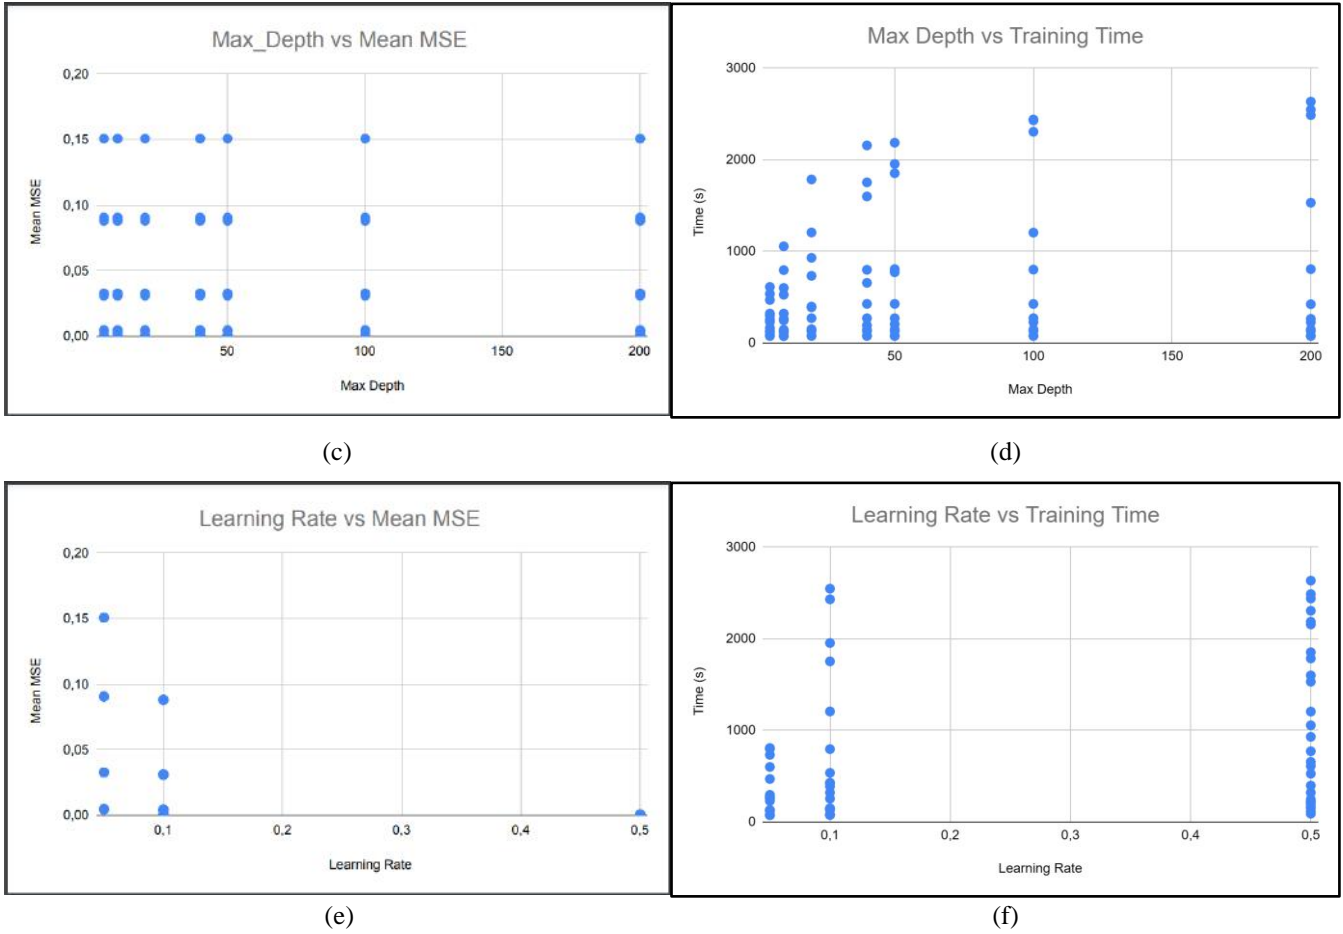 Max_Depth vs Mean MSE
0,20
0,15
0,10
0,05
0,00
50
100
150
200
Mean MSE
Max Depth
(c)
Max Depth vs Training Time
3000
2000
1000
0
50
100
150
200
Time (s)
Max Depth
(d)
Learning Rate vs Mean MSE
0,20
0,15
0,10
0,05
0,00
0,1
0,2
0,3
0,4
0,5
Mean MSE
Learning Rate
(e)
Learning Rate vs Training Time
3000
2000
1000
0
0,1
0,2
0,3
0,4
0,5
Time (s)
Learning Rate
(f)